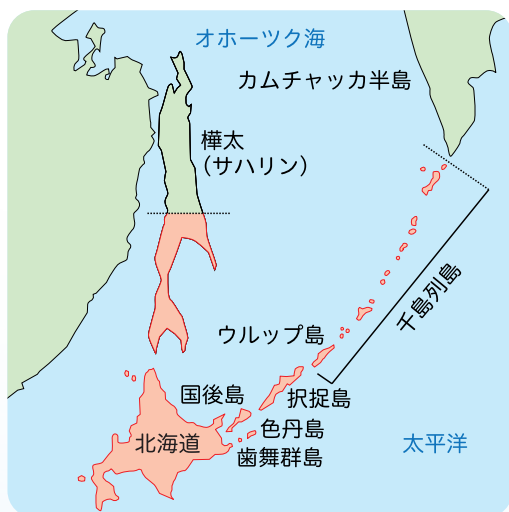 オホーツク海
カムチャッカ半島
樺太
（サハリン）
千島列島
ウルップ島
国後島
択捉島
色丹島
北海道
歯舞群島
太平洋